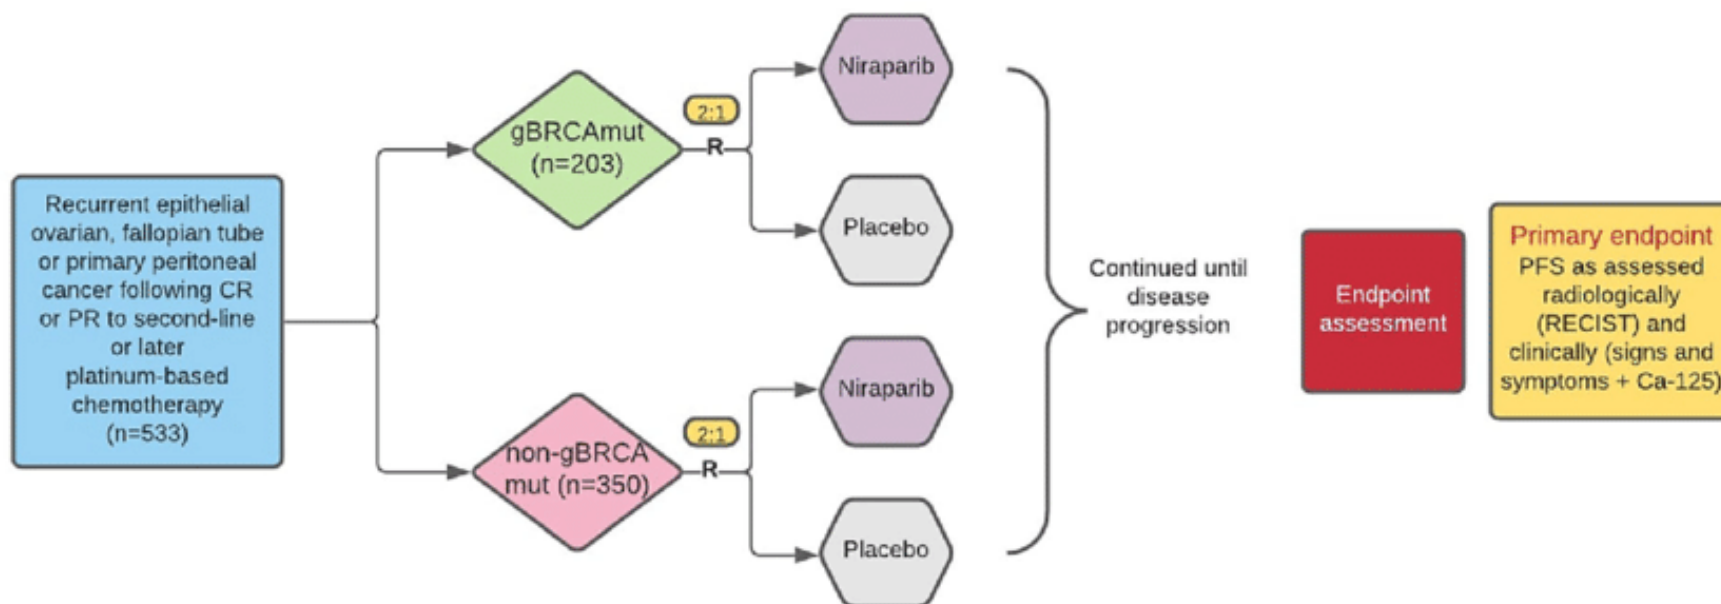 Recurrent epithelial
ovarian, fallopian tube
or primary peritoneal
cancer following CR
or PR to second-line
or later
platinum-based
chemotherapy
(n=533)
gBRCAmut
(n=203)
2:1
R
Niraparib
Placebo
non-gBRCA
mut (n=350)
2:1
R
Niraparib
Placebo
Continued until
disease
progression
Endpoint
assessment
Primary endpoint
PFS as assessed
radiologically
(RECIST) and
clinically (signs and
symptoms + Ca-125)